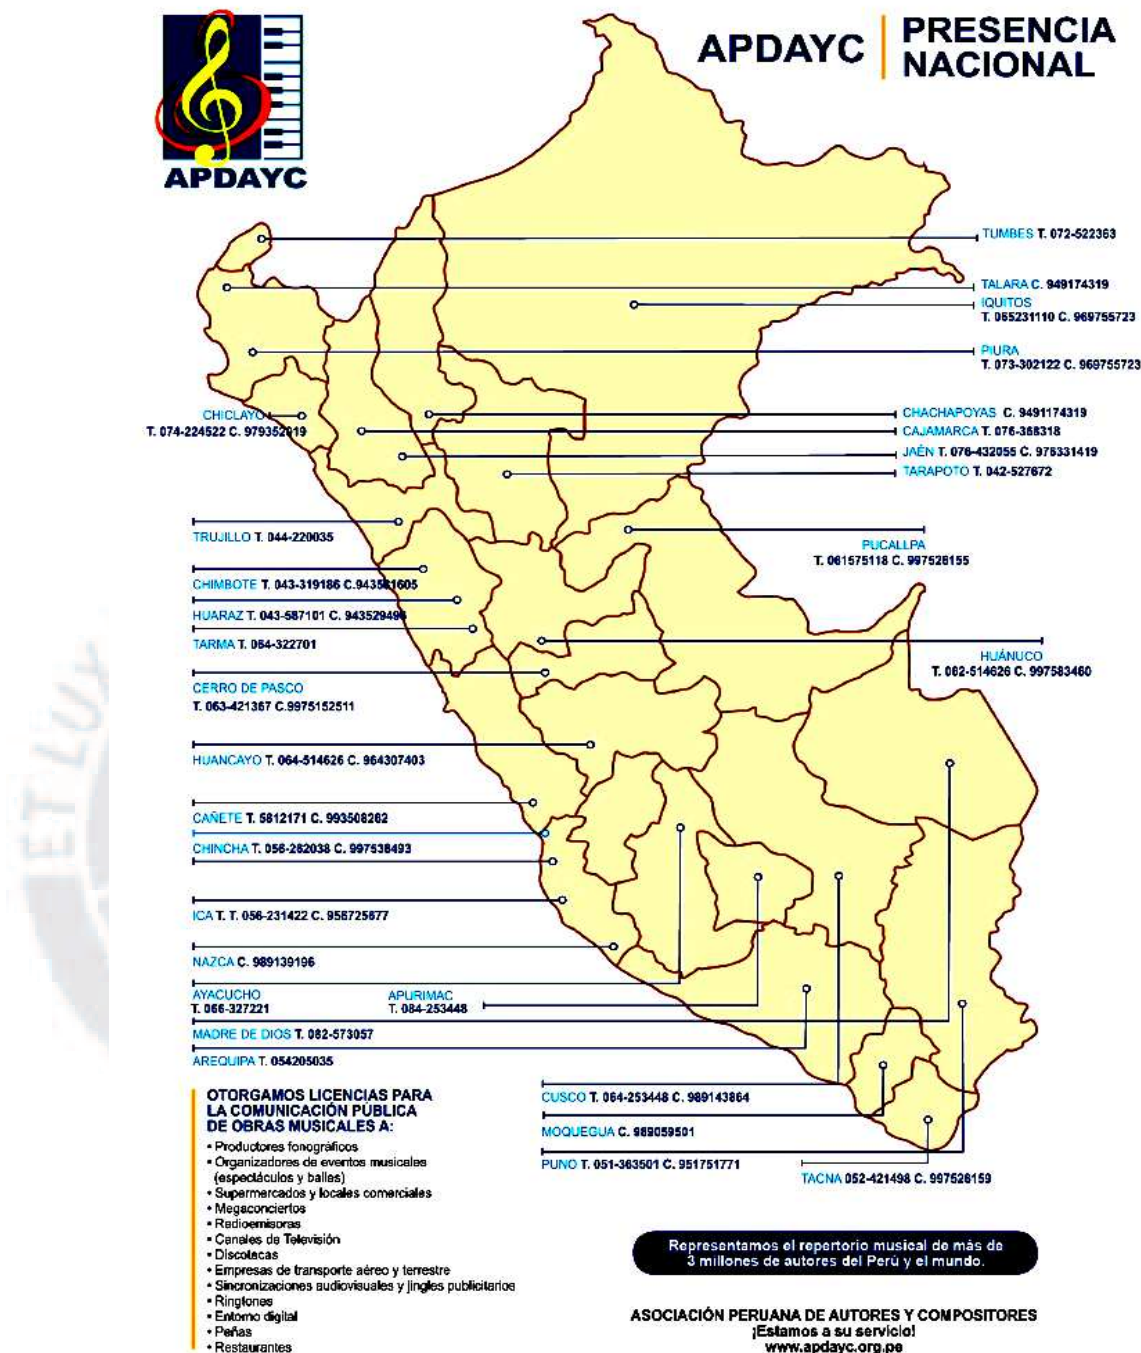 APDAYC
PRESENCIA
NACIONAL
APDAYC
TUMBES T. 072-522363
TALARA C. 949174319
IQUITOS
T. 065231110 C. 969755723
PIURA
T. 073-302122 C. 969755723
CHICLAYO
T. 074-224522 C. 979352919
CHACHAPOYAS C. 9491174319
CAJAMARCA T. 076-368318
JAÉN T. 076-432055 C. 976331419
TARAPOTO T. 042-527672
TRUJILLO T. 044-220035
PUCALLPA
T. 061575118 C. 997526155
CHIMBOTE T. 043-319186 C.943561605
HUARAZ T. 043-587101 C. 943529496
TARMA T. 064-322701
HUÁNUCO
T. 062-514626 C. 997583460
CERRO DE PASCO
T. 063-421367 C.9975152511
HUANCAYO T. 064-514626 C. 964307403
CAÑETE T. 5812171 C. 993508262
CHINCHA T. 056-262038 C. 997538493
ICA T. T. 056-231422 C. 956725677
NAZCA C. 989139196
AYACUCHO
T. 066-327221
APURIMAC
T. 084-253448
MADRE DE DIOS T. 082-573057
AREQUIPA T. 054205035
CUSCO T. 064-253448 C. 989143864
MOQUEGUA C. 989059501
PUNO T. 051-363501 C. 951751771
TACNA 052-421498 C. 997526159
OTORGAMOS LICENCIAS PARA
LA COMUNICACIÓN PÚBLICA
DE OBRAS MUSICALES A:
• Productores fonográficos
• Organizadores de eventos musicales
(espectáculos y bailes)
• Supermercados y locales comerciales
• Megaconciertos
• Radioemisoras
• Canales de Televisión
• Discotecas
• Empresas de transporte aéreo y terrestre
• Sincronizaciones audiovisuales y jingles publicitarios
• Ringtones
• Entorno digital
• Peñas
• Restaurantes
Representamos el repertorio musical de más de
3 millones de autores del Perú y el mundo.
ASOCIACIÓN PERUANA DE AUTORES Y COMPOSITORES
¡Estamos a su servicio!
www.apdayc.org.pe
ET LUX